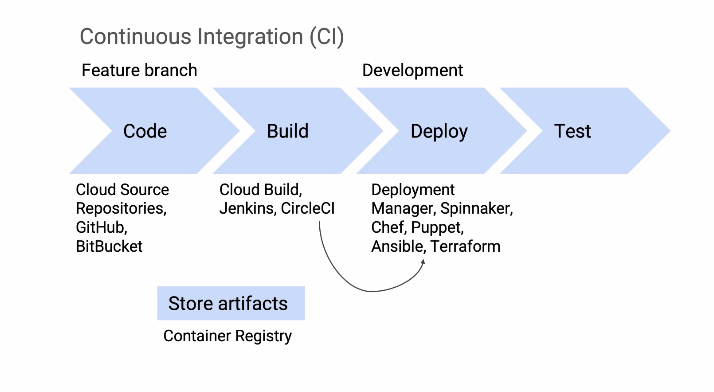 Continuous Integration (CI)
Feature branch
Development
Code
Build
Deploy
Test
Cloud Source
Repositories,
GitHub,
BitBucket
Cloud Build,
Jenkins, CircleCI
Deployment
Manager, Spinnaker,
Chef, Puppet,
Ansible, Terraform
Store artifacts
Container Registry